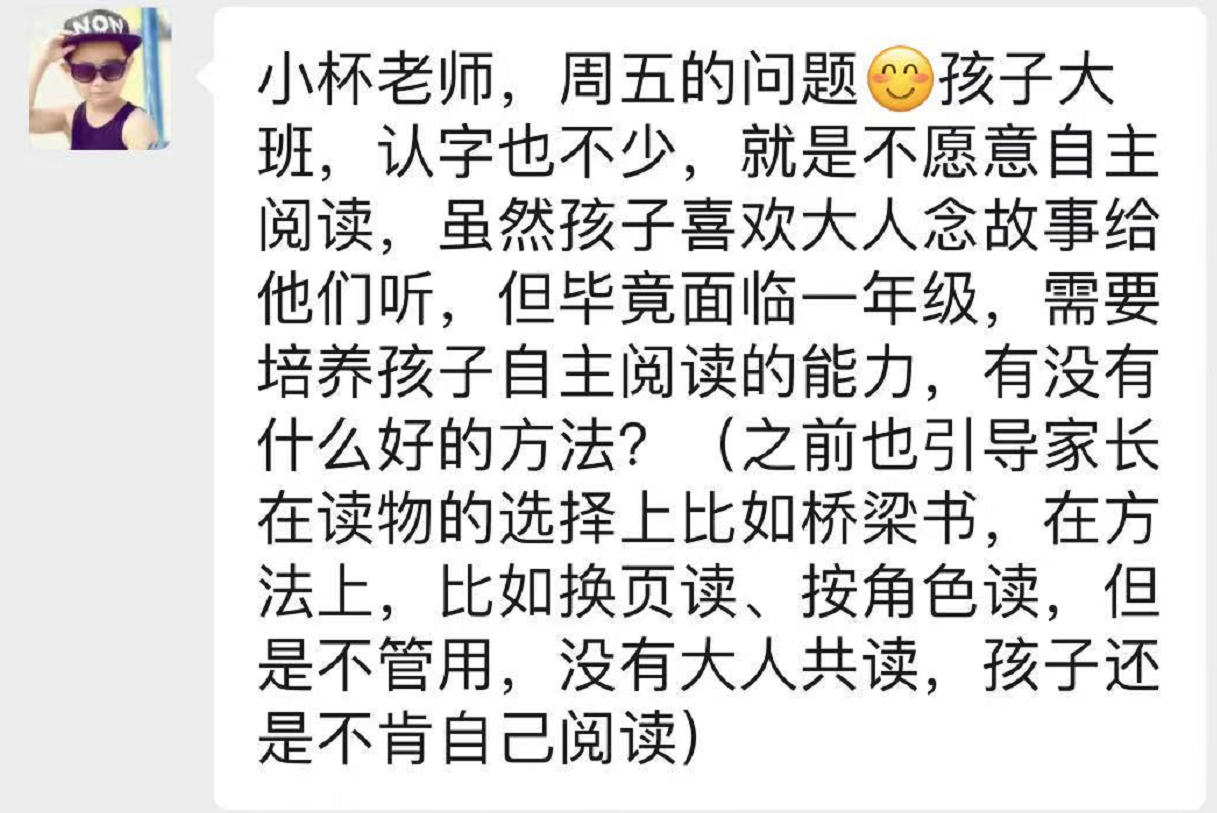 NON
小杯老师，周五的问题😊孩子大
班，认字也不少，就是不愿意自主
阅读，虽然孩子喜欢大人念故事给
他们听，但毕竟面临一年级，需要
培养孩子自主阅读的能力，有没有
什么好的方法？（之前也引导家长
在读物的选择上比如桥梁书，在方
法上，比如换页读、按角色读，但
是不管用，没有大人共读，孩子还
是不肯自己阅读）